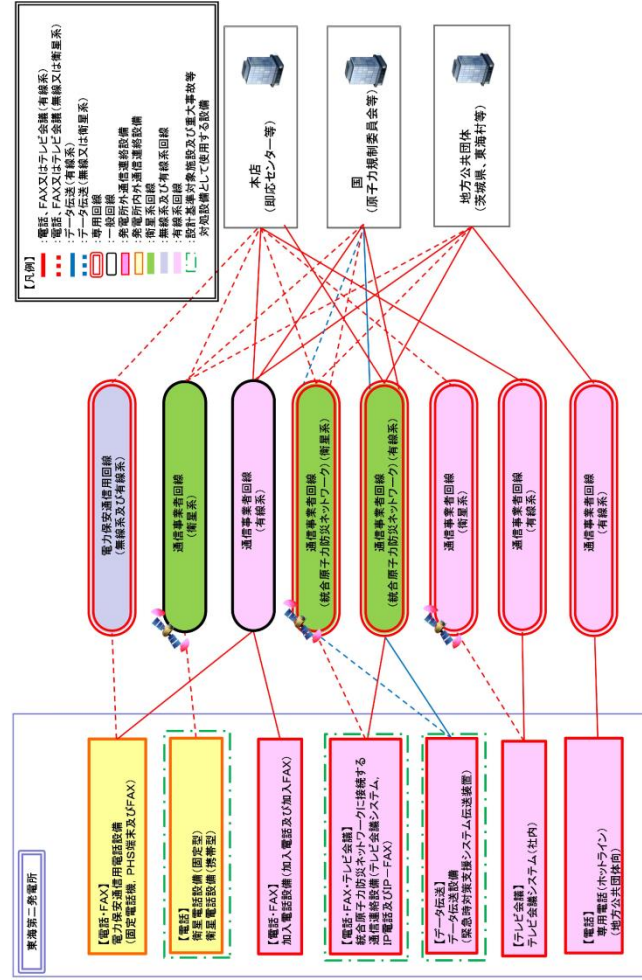 東海第二発電所
【電話・FAX】
電力保安通信用電話設備
(固定電話機、PHS端末及びFAX)
【電話】
衛星電話設備(固定型)
衛星電話設備(携帯型)
【電話・FAX】
加入電話設備(加入電話及び加入FAX)
【電話・FAX・テレビ会議】
統合原子力防災ネットワークに接続する
通信連絡設備(テレビ会議システム,
IP電話及びIP-FAX)
【データ伝送】
データ伝送設備
(緊急時対策支援システム伝送装置)
【テレビ会議】
テレビ会議システム(社内)
【電話】
専用電話(ホットライン)
(地方公共団体向)
電力保安通信用回線
(無線系及び有線系)
通信事業者回線
(衛星系)
通信事業者回線
(有線系)
通信事業者回線
(統合原子力防災ネットワーク)(衛星系)
通信事業者回線
(統合原子力防災ネットワーク)(有線系)
通信事業者回線
(衛星系)
通信事業者回線
(有線系)
通信事業者回線
(有線系)
本店
(即応センター等)
国
(原子力規制委員会等)
地方公共団体
(茨城県、東海村等)
【凡例】
:電話、FAX又はテレビ会議(有線系)
:電話、FAX又はテレビ会議(無線又は衛星系)
:データ伝送(有線系)
:データ伝送(無線又は衛星系)
:専用回線
:一般回線
:発電所外通信連絡設備
:発電所内外通信連絡設備
:衛星系回線
:無線系及び有線系回線
:有線系回線
:設計基準対象施設及び重大事故等
対処設備として使用する設備